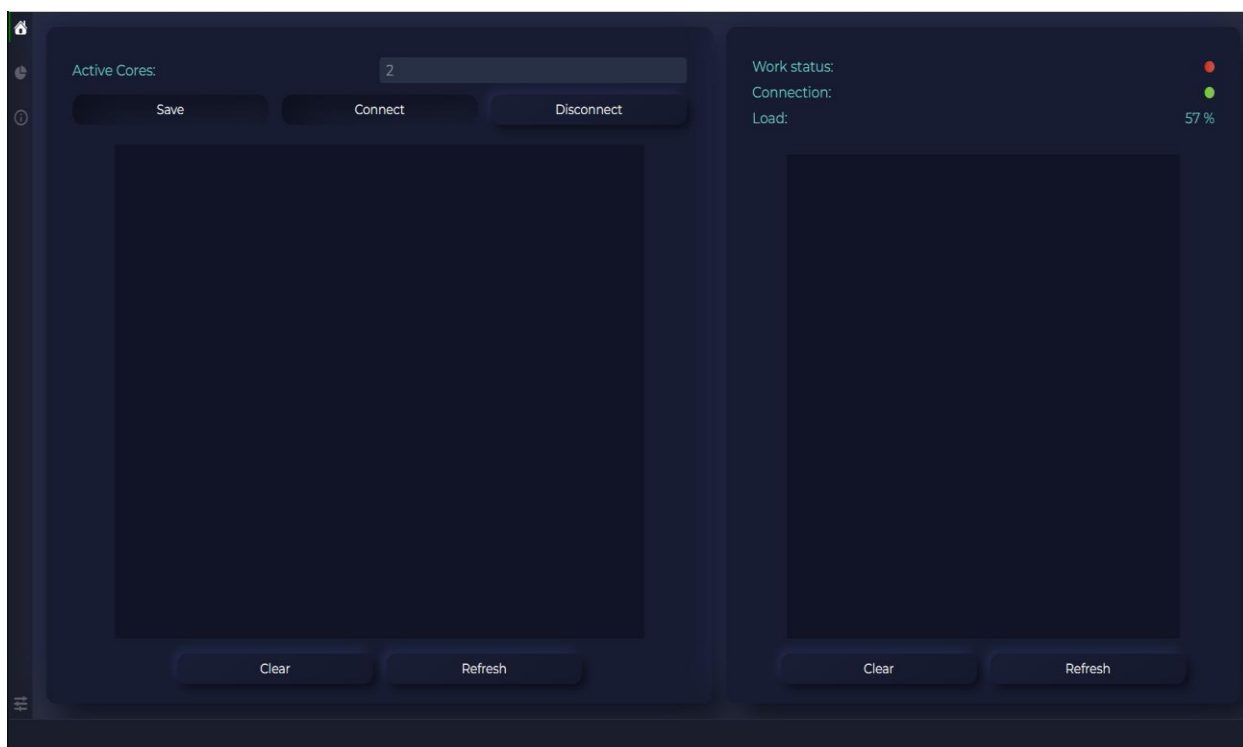 Active Cores: 2
Save Connect Disconnect
Clear Refresh
Work status:
Connection:
Load: 57 %
Clear Refresh